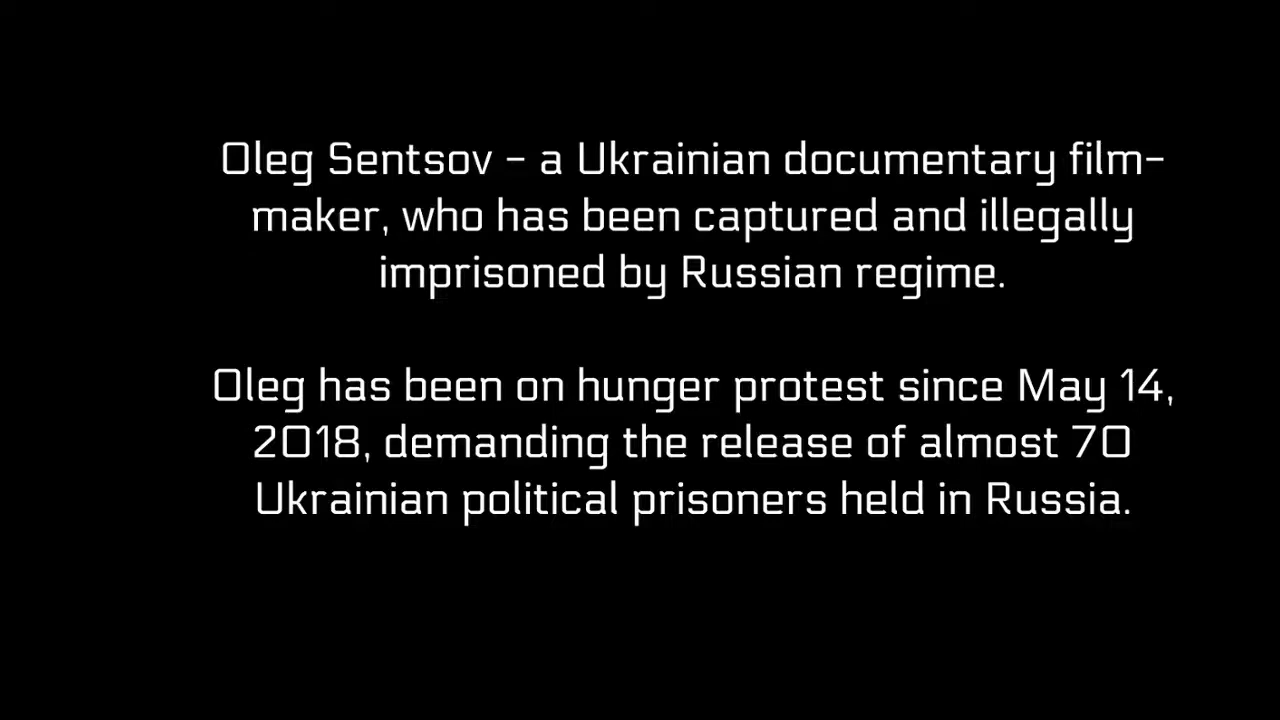 Oleg Sentsov - a Ukrainian documentary film-
maker, who has been captured and illegally
imprisoned by Russian regime.
Oleg has been on hunger protest since May 14,
2018, demanding the release of almost 70
Ukrainian political prisoners held in Russia.